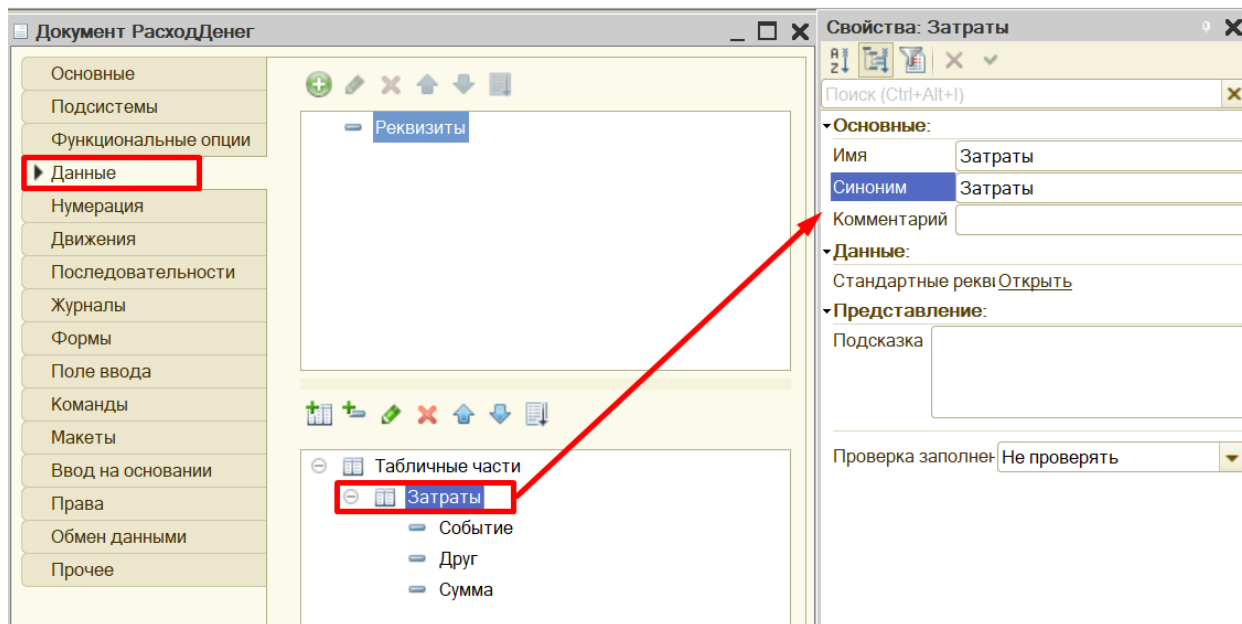 Документ РасходДенег
Основные
Подсистемы
Функциональные опции
Данные
Нумерация
Движения
Последовательности
Журналы
Формы
Поле ввода
Команды
Макеты
Ввод на основании
Права
Обмен данными
Прочее
Реквизиты
Табличные части
Затраты
Событие
Друг
Сумма
Свойства: Затраты
Поиск (Ctrl+Alt+I)
Основные:
Имя Затраты
Синоним Затраты
Комментарий
Данные:
Стандартные рекви Открыть
Представление:
Подсказка
Проверка заполнен Не проверять